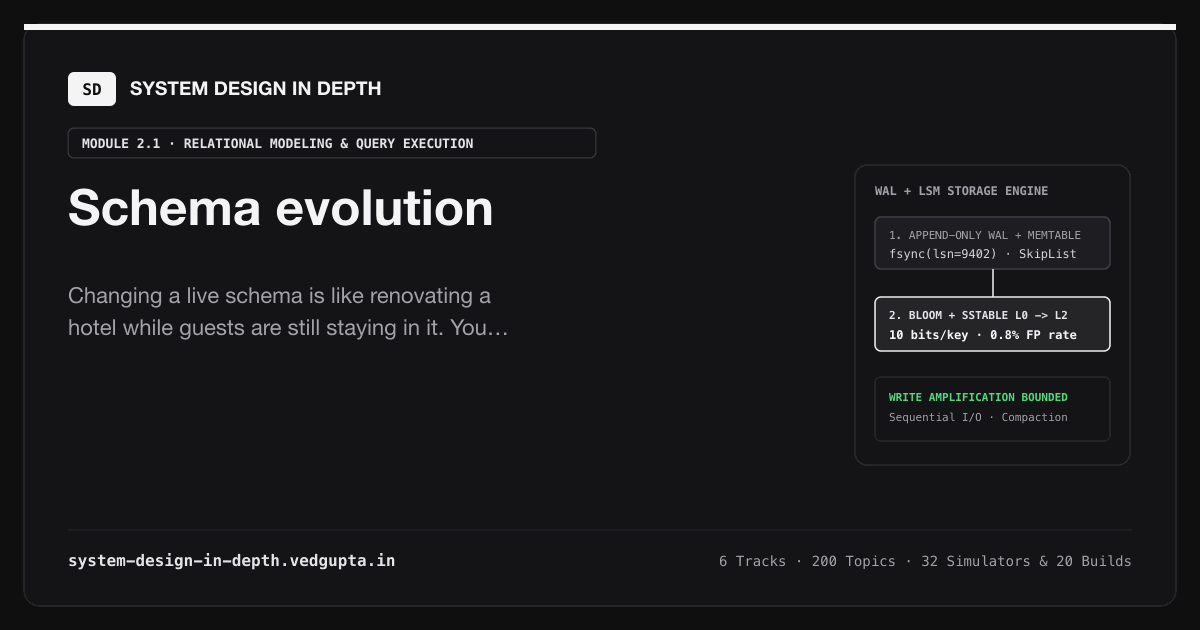 SD SYSTEM DESIGN IN DEPTH
MODULE 2.1 · RELATIONAL MODELING & QUERY EXECUTION
Schema evolution
Changing a live schema is like renovating a
hotel while guests are still staying in it. You…
WAL + LSM STORAGE ENGINE
1. APPEND-ONLY WAL + MEMTABLE
fsync(lsn=9402) · SkipList
2. BLOOM + SSTABLE L0 -> L2
10 bits/key · 0.8% FP rate
WRITE AMPLIFICATION BOUNDED
Sequential I/O · Compaction
system-design-in-depth.vedgupta.in
6 Tracks · 200 Topics · 32 Simulators & 20 Builds